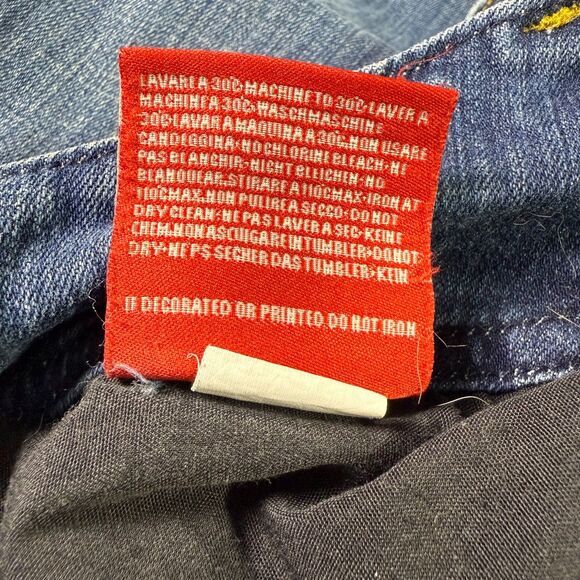 LAVARE A 30C·MACHINE TO 30C·LAVER A
MACHINE A 30C·WASCHMASCHINE
30C·LAVAR A MAQUINA A 30C.NON USARE
CANDEGGINA·NO CHLORINE BLEACH·NE
PAS BLANCHIR·NIGHT BLEICHEN·NO
BLANQUEAR.STIRARE A 110CMAX·IRON AT
110CMAX.NON PULIRE A SECCO·DO NOT
DRY CLEAN·NE PAS LAVER A SEC·KEINE
CHEM.NON ASCIUGARE IN TUMBLER·DO NOT
DRY·NE PS SECHER DAS TUMBLER·KEIN
IF DECORATED OR PRINTED DO NOT IRON